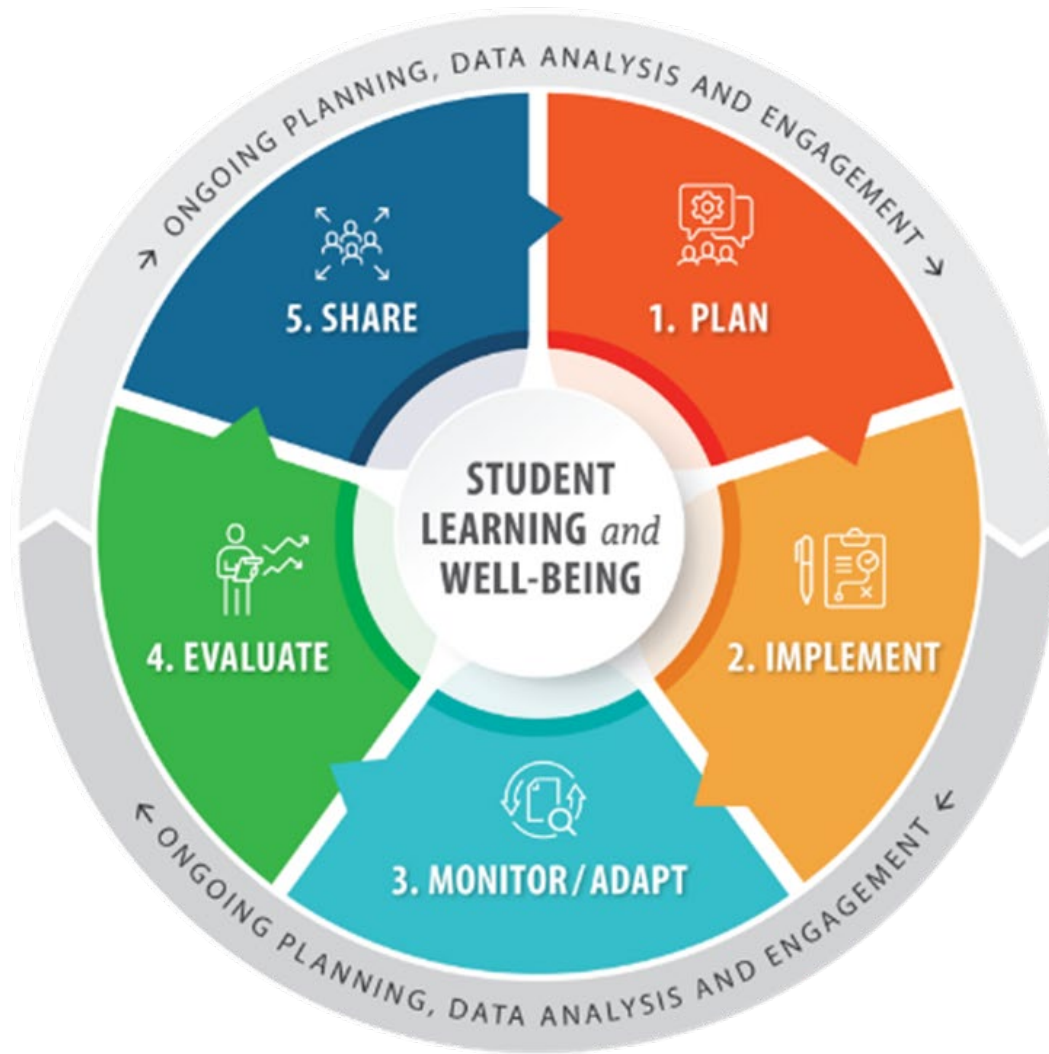 ONGOING PLANNING, DATA ANALYSIS AND ENGAGEMENT
5. SHARE
1. PLAN
STUDENT
LEARNING and
WELL-BEING
4. EVALUATE
2. IMPLEMENT
3. MONITOR/ADAPT
ONGOING PLANNING, DATA ANALYSIS AND ENGAGEMENT